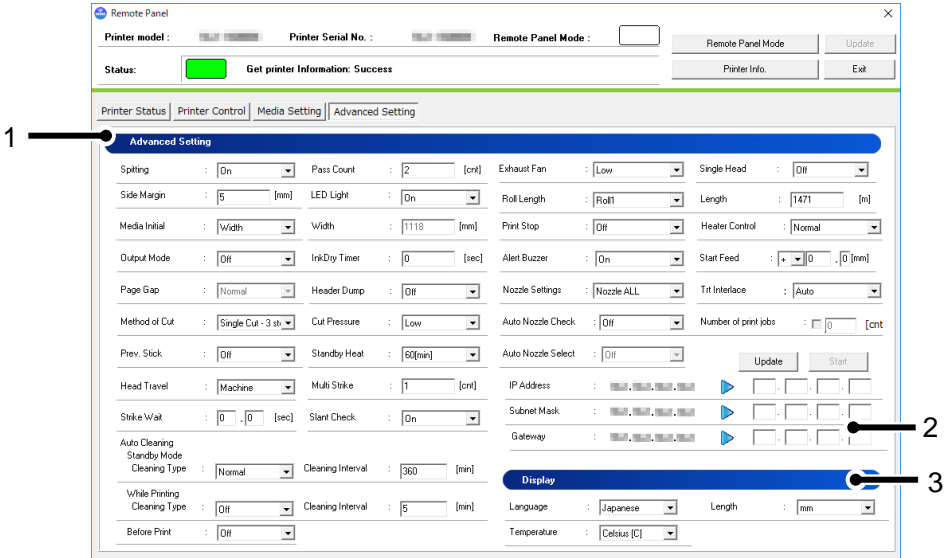 Remote Panel
Printer model : Printer Serial No. : Remote Panel Mode : Remote Panel Mode Update
Status: Get printer Information: Success Printer Info. Exit
Printer Status Printer Control Media Setting Advanced Setting
1
Advanced Setting
Spitting : On Pass Count : 2 [cnt] Exhaust Fan : Low Single Head : Off
Side Margin : 5 [mm] LED Light : On Roll Length : Roll1 Length : 1471 [m]
Media Initial : Width Width : 1118 [mm] Print Stop : Off Heater Control : Normal
Output Mode : Off InkDry Timer : 0 [sec] Alert Buzzer : On Start Feed : + 0 . 0 [mm]
Page Gap : Normal Header Dump : Off Nozzle Settings : Nozzle ALL Trt Interlace : Auto
Method of Cut : Single Cut - 3 st Cut Pressure : Low Auto Nozzle Check : Off Number of print jobs : 0 [cnt
Prev. Stick : Off Standby Heat : 60[min] Auto Nozzle Select : Off Update Start
Head Travel : Machine Multi Strike : 1 [cnt] IP Address : . . . . . .
Strike Wait : 0 . 0 [sec] Slant Check : On Subnet Mask : . . . . . .
2
Gateway : . . . . . .
Auto Cleaning
Standby Mode
Cleaning Type : Normal Cleaning Interval : 360 [min]
Display
3
While Printing
Cleaning Type : Off Cleaning Interval : 5 [min] Language : Japanese Length : mm
Before Print : Off Temperature : Celsius [C]